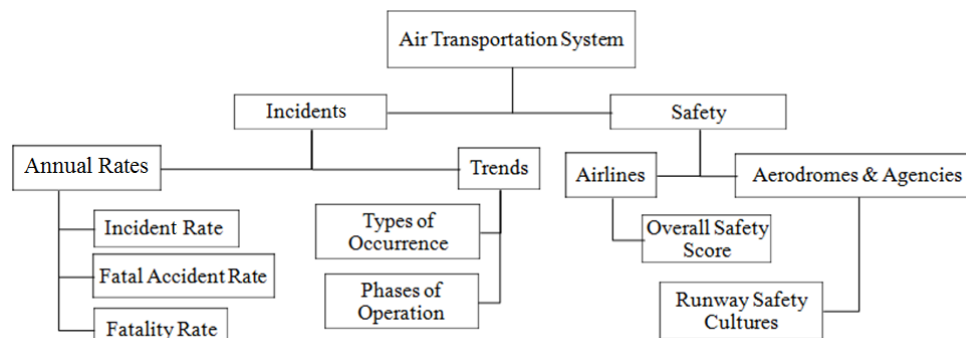 Air Transportation System
Incidents
Safety
Annual Rates
Trends
Airlines
Aerodromes & Agencies
Incident Rate
Fatal Accident Rate
Fatality Rate
Types of
Occurrence
Phases of
Operation
Overall Safety
Score
Runway Safety
Cultures